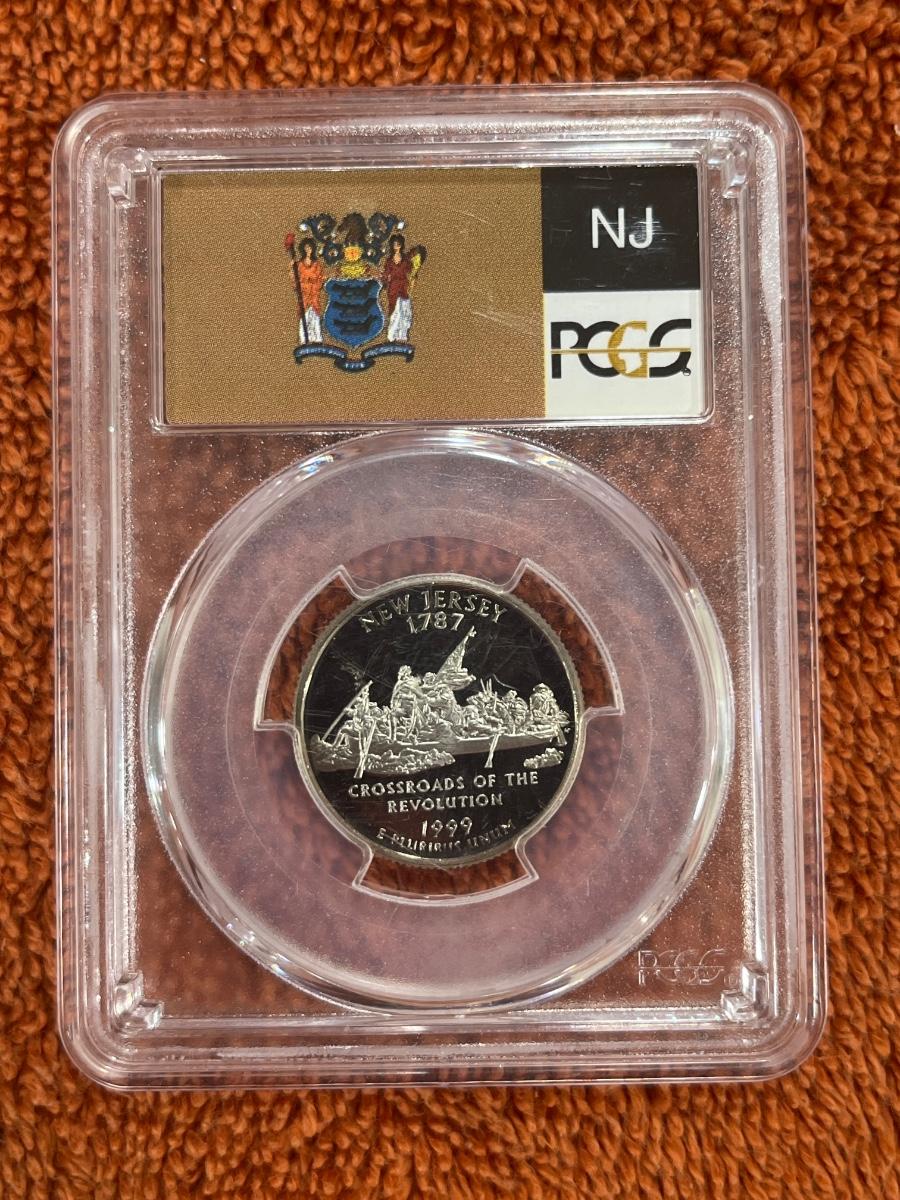 NJ
PCGS
NEW JERSEY
1787
CROSSROADS OF THE
REVOLUTION
1999
E PLURIBUS UNUM
PCGS